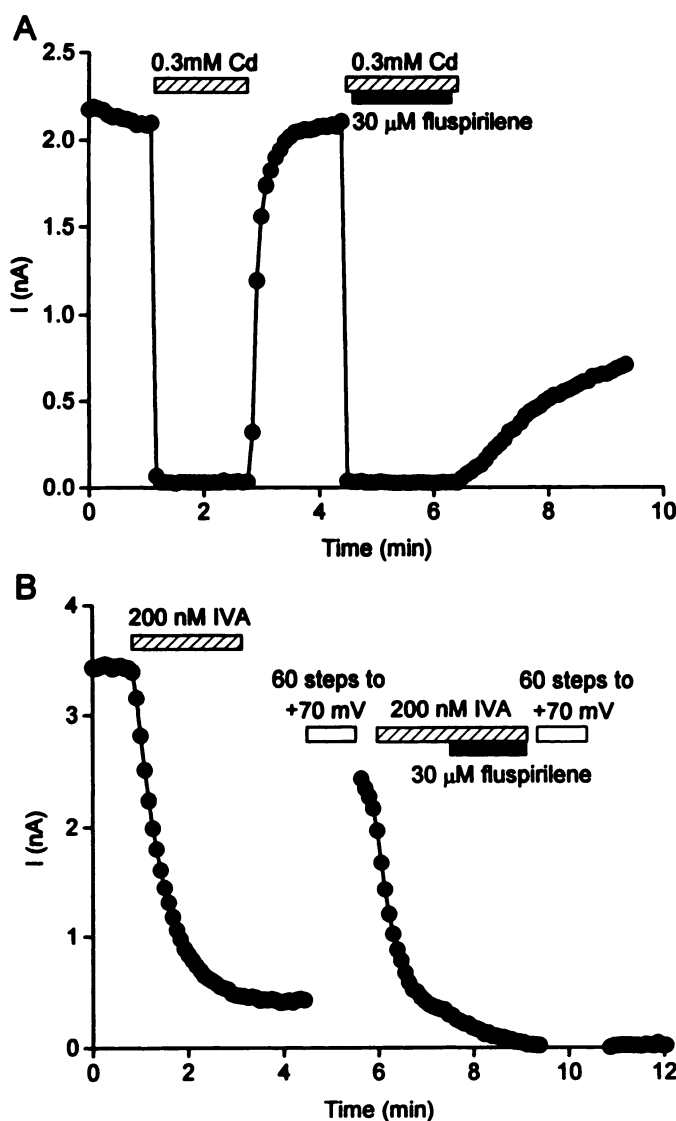 A
2.5
2.0
1.5
1.0
0.5
0.0
I (nA)
0.3mM Cd
0.3mM Cd
30 μM fluspirilene
0 2 4 6 8 10
Time (min)
B
4
3
2
1
0
I (nA)
200 nM IVA
60 steps to
+70 mV
200 nM IVA
30 μM fluspirilene
60 steps to
+70 mV
0 2 4 6 8 10 12
Time (min)